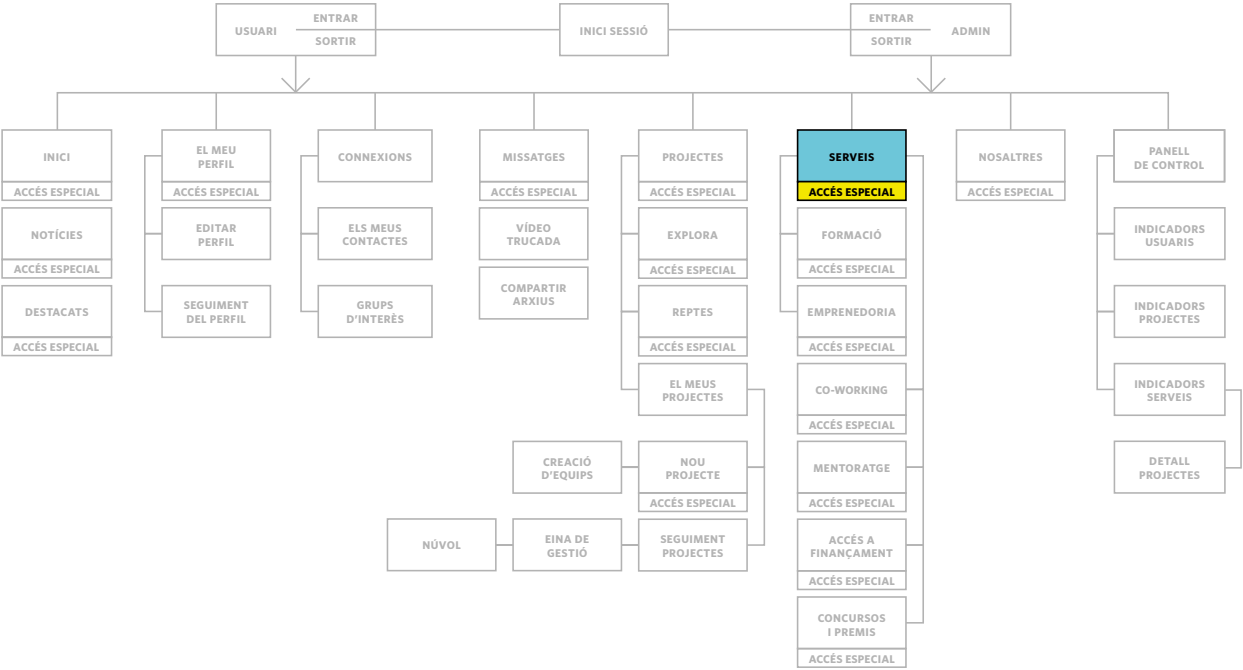 USUARI
ENTRAR
SORTIR
INICI SESSIÓ
ENTRAR
SORTIR
ADMIN
INICI
ACCÉS ESPECIAL
NOTÍCIES
ACCÉS ESPECIAL
DESTACATS
ACCÉS ESPECIAL
EL MEU
PERFIL
ACCÉS ESPECIAL
EDITAR
PERFIL
SEGUIMENT
DEL PERFIL
CONNEXIONS
ELS MEUS
CONTACTES
GRUPS
D'INTERÈS
MISSATGES
ACCÉS ESPECIAL
VÍDEO
TRUCADA
COMPARTIR
ARXIUS
PROJECTES
ACCÉS ESPECIAL
EXPLORA
ACCÉS ESPECIAL
REPTES
ACCÉS ESPECIAL
EL MEUS
PROJECTES
CREACIÓ
D'EQUIPS
NOU
PROJECTE
ACCÉS ESPECIAL
NÚVOL
EINA DE
GESTIÓ
SEGUIMENT
PROJECTES
SERVEIS
ACCÉS ESPECIAL
FORMACIÓ
ACCÉS ESPECIAL
EMPRENEDORIA
ACCÉS ESPECIAL
CO-WORKING
ACCÉS ESPECIAL
MENTORATGE
ACCÉS ESPECIAL
ACCÉS A
FINANÇAMENT
ACCÉS ESPECIAL
CONCURSOS
I PREMIS
ACCÉS ESPECIAL
NOSALTRES
ACCÉS ESPECIAL
PANELL
DE CONTROL
INDICADORS
USUARIS
INDICADORS
PROJECTES
INDICADORS
SERVEIS
DETALL
PROJECTES